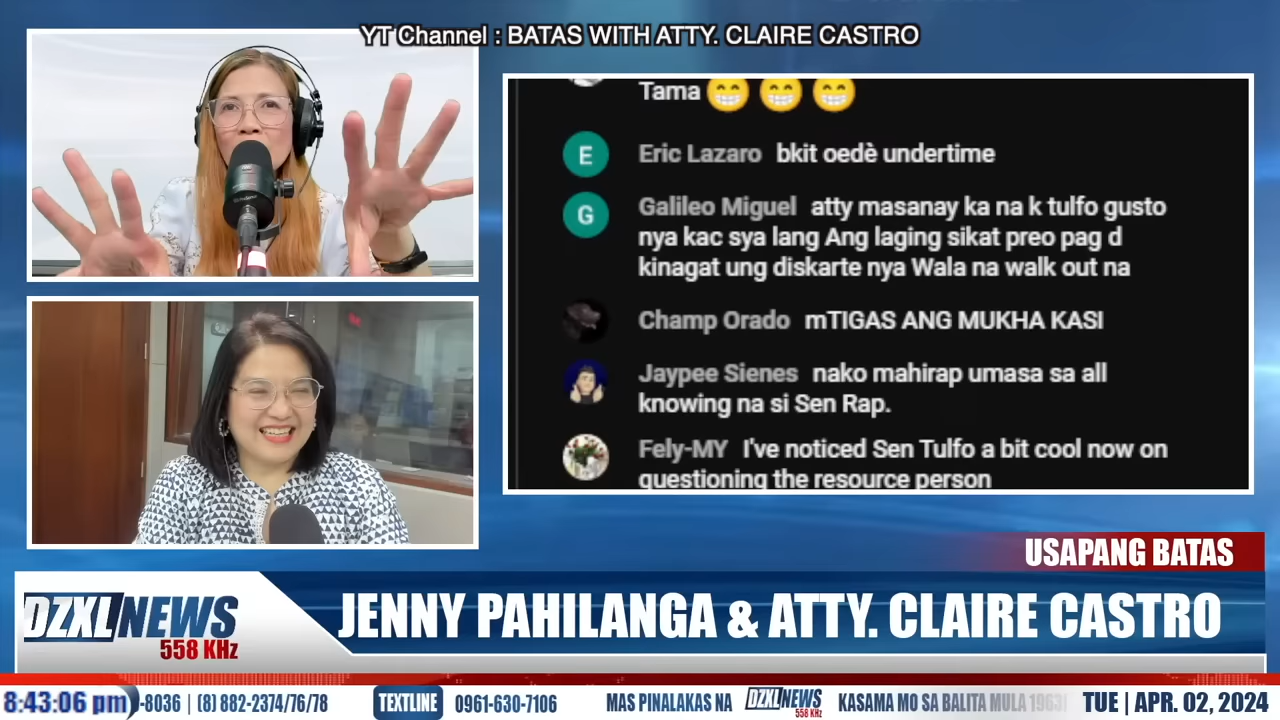 YT Channel : BATAS WITH ATTY. CLAIRE CASTRO
Tama 😁 😁 😁
E
Eric Lazaro bkit oedè undertime
G
Galileo Miguel atty masanay ka na k tulfo gusto
nya kac sya lang Ang laging sikat preo pag d
kinagat ung diskarte nya Wala na walk out na
Champ Orado mTIGAS ANG MUKHA KASI
Jaypee Sienes nako mahirap umasa sa all
knowing na si Sen Rap.
Fely-MY I've noticed Sen Tulfo a bit cool now on
questioning the resource person
USAPANG BATAS
DZXL NEWS
558 KHz
JENNY PAHILANGA & ATTY. CLAIRE CASTRO
8:43:06 pm
-8036 | (8) 882-2374/76/78
TEXTLINE
0961-630-7106
MAS PINALAKAS NA
DZXL NEWS
558 KHz
KASAMA MO SA BALITA MULA 1963!
TUE | APR. 02, 2024